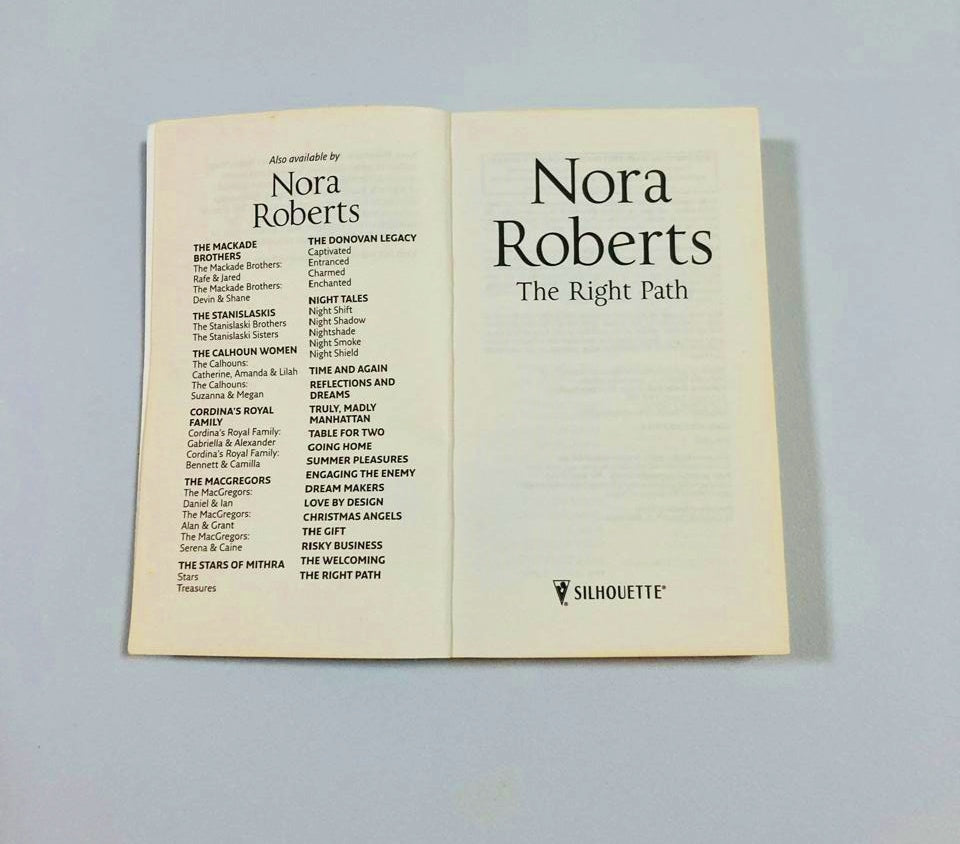 Also available by
Nora
Roberts
THE MACKADE
BROTHERS
The Mackade Brothers:
Rafe & Jared
The Mackade Brothers:
Devin & Shane
THE STANISLASKIS
The Stanislaski Brothers
The Stanislaski Sisters
THE CALHOUN WOMEN
The Calhouns:
Catherine, Amanda & Lilah
The Calhouns:
Suzanna & Megan
CORDINA'S ROYAL
FAMILY
Cordina's Royal Family:
Gabriella & Alexander
Cordina's Royal Family:
Bennett & Camilla
THE MACGREGORS
The MacGregors:
Daniel & Ian
The MacGregors:
Alan & Grant
The MacGregors:
Serena & Caine
THE STARS OF MITHRA
Stars
Treasures
THE DONOVAN LEGACY
Captivated
Entranced
Charmed
Enchanted
NIGHT TALES
Night Shift
Night Shadow
Nightshade
Night Smoke
Night Shield
TIME AND AGAIN
REFLECTIONS AND
DREAMS
TRULY, MADLY
MANHATTAN
TABLE FOR TWO
GOING HOME
SUMMER PLEASURES
ENGAGING THE ENEMY
DREAM MAKERS
LOVE BY DESIGN
CHRISTMAS ANGELS
THE GIFT
RISKY BUSINESS
THE WELCOMING
THE RIGHT PATH
Nora
Roberts
The Right Path
SILHOUETTE®